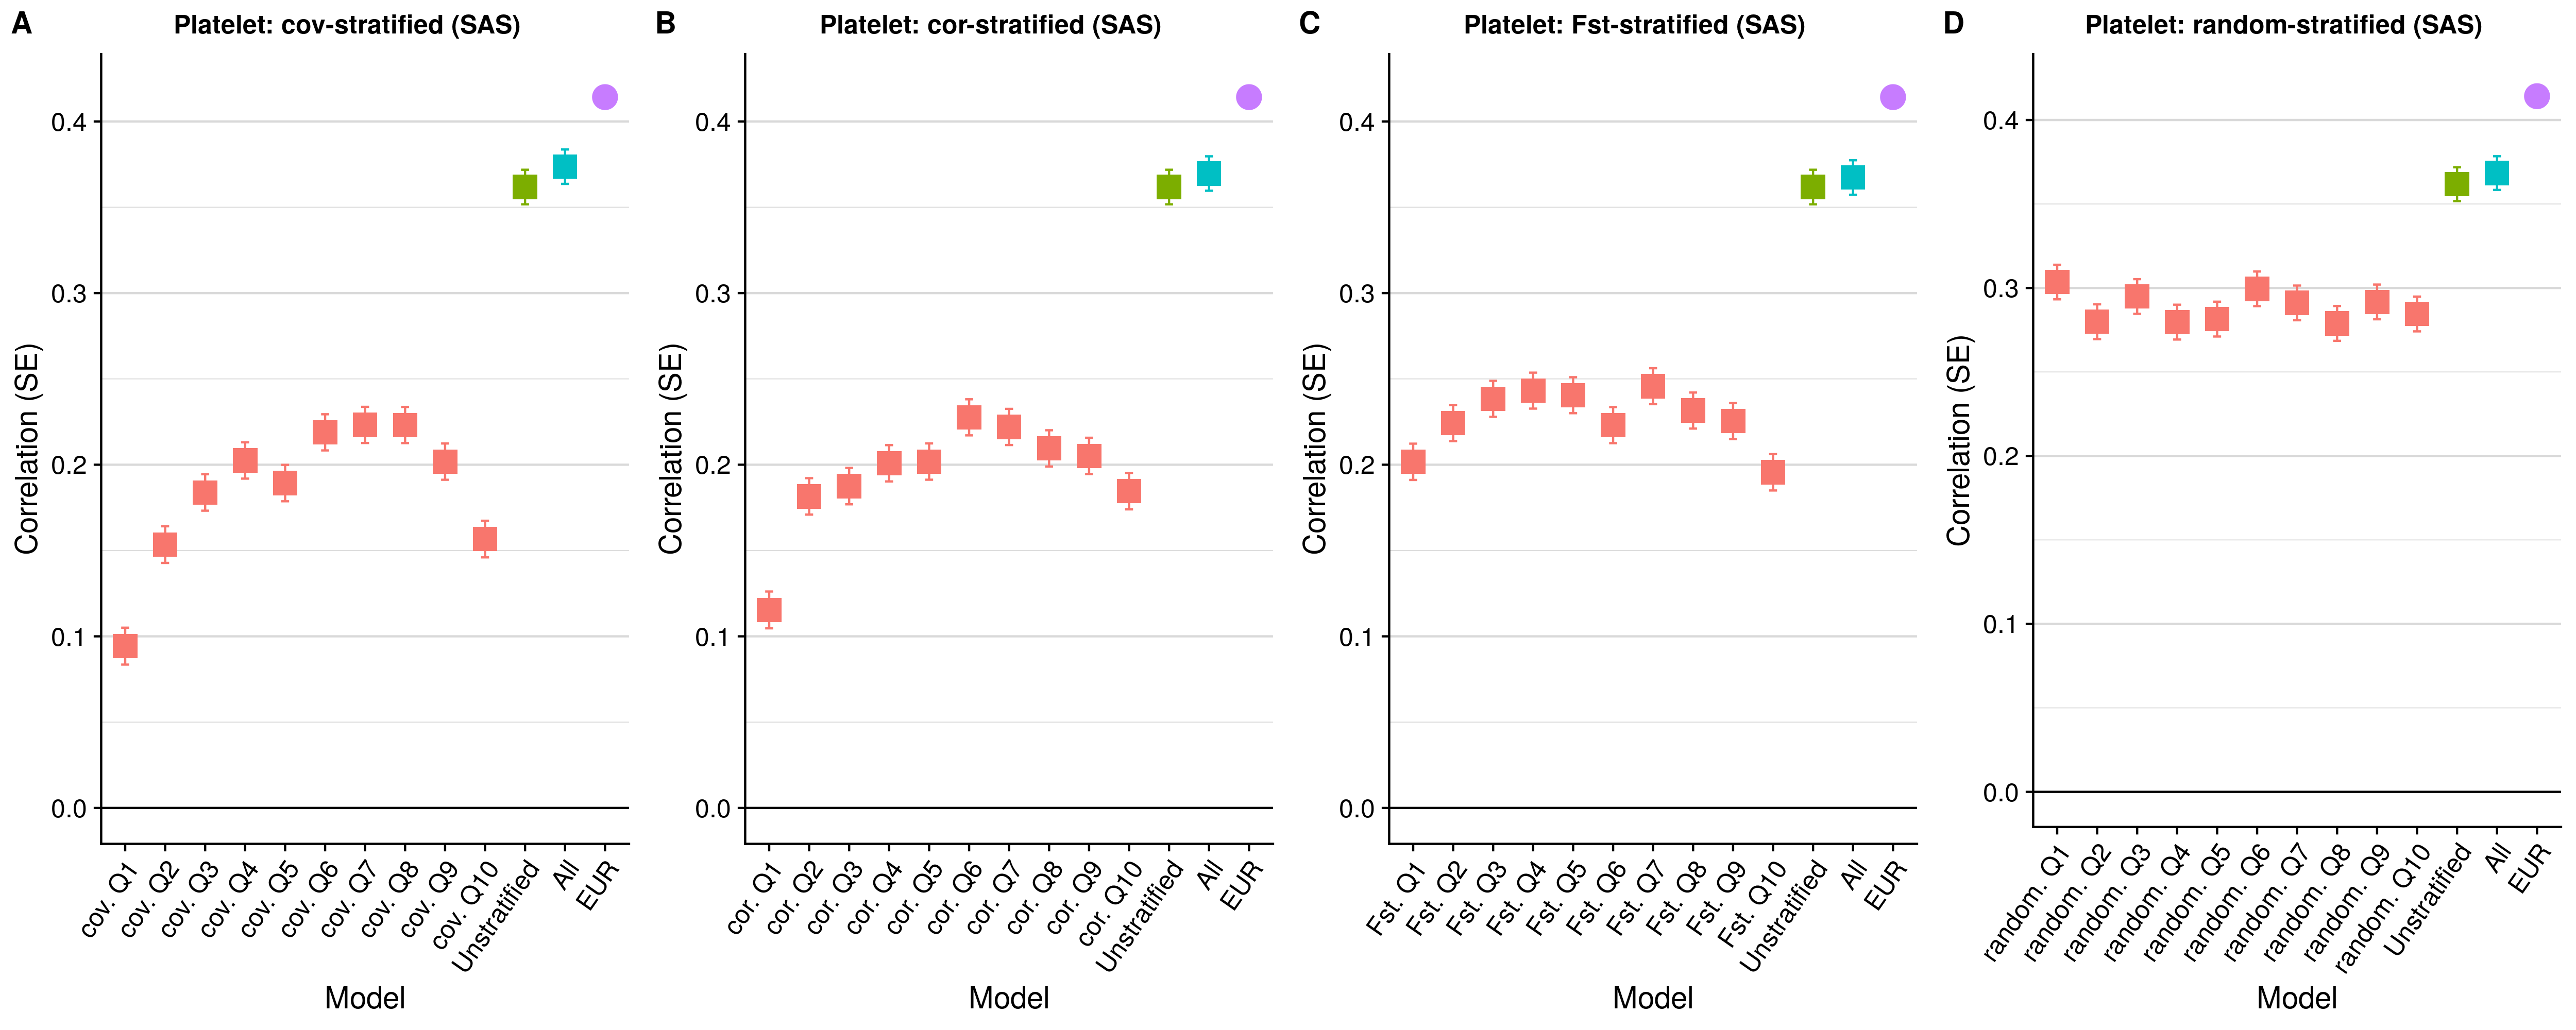 A
Platelet: cov-stratified (SAS)
Correlation (SE)
0.4
0.3
0.2
0.1
0.0
cov. Q1
cov. Q2
cov. Q3
cov. Q4
cov. Q5
cov. Q6
cov. Q7
cov. Q8
cov. Q9
cov. Q10
Unstratified
All
EUR
Model
B
Platelet: cor-stratified (SAS)
Correlation (SE)
0.4
0.3
0.2
0.1
0.0
cor. Q1
cor. Q2
cor. Q3
cor. Q4
cor. Q5
cor. Q6
cor. Q7
cor. Q8
cor. Q9
cor. Q10
Unstratified
All
EUR
Model
C
Platelet: Fst-stratified (SAS)
Correlation (SE)
0.4
0.3
0.2
0.1
0.0
Fst. Q1
Fst. Q2
Fst. Q3
Fst. Q4
Fst. Q5
Fst. Q6
Fst. Q7
Fst. Q8
Fst. Q9
Fst. Q10
Unstratified
All
EUR
Model
D
Platelet: random-stratified (SAS)
Correlation (SE)
0.4
0.3
0.2
0.1
0.0
random. Q1
random. Q2
random. Q3
random. Q4
random. Q5
random. Q6
random. Q7
random. Q8
random. Q9
random. Q10
Unstratified
All
EUR
Model